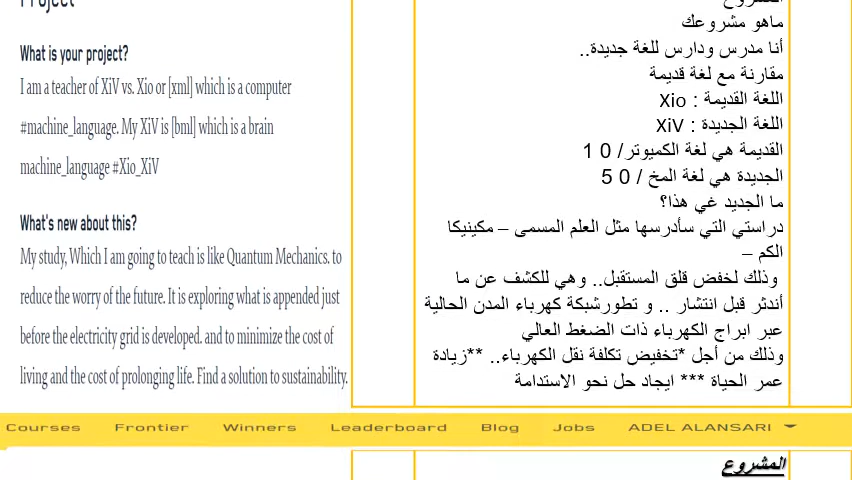 Project
What is your project?
I am a teacher of XiV vs. Xio or [xml] which is a computer
#machine_language. My XiV is [bml] which is a brain
machine_language #Xio_XiV
What's new about this?
My study, Which I am going to teach is like Quantum Mechanics. to
reduce the worry of the future. It is exploring what is appended just
before the electricity grid is developed. and to minimize the cost of
living and the cost of prolonging life. Find a solution to sustainability.
المشروع
ماهو مشروعك
أنا مدرس ودارس للغة جديدة..
مقارنة مع لغة قديمة
اللغة القديمة : Xio
اللغة الجديدة : XiV
القديمة هي لغة الكمبيوتر/ 0 1
الجديدة هي لغة المخ / 0 5
ما الجديد غي هذا؟
دراستي التي سأدرسها مثل العلم المسمى – مكينيكا
الكم –
وذلك لخفض قلق المستقبل.. وهي للكشف عن ما
أندثر قبل انتشار .. و تطورشبكة كهرباء المدن الحالية
عبر ابراج الكهرباء ذات الضغط العالي
وذلك من أجل *تخفيض تكلفة نقل الكهرباء.. **زيادة
عمر الحياة *** ايجاد حل نحو الاستدامة
Courses Frontier Winners Leaderboard Blog Jobs ADEL ALANSARI
المشروع